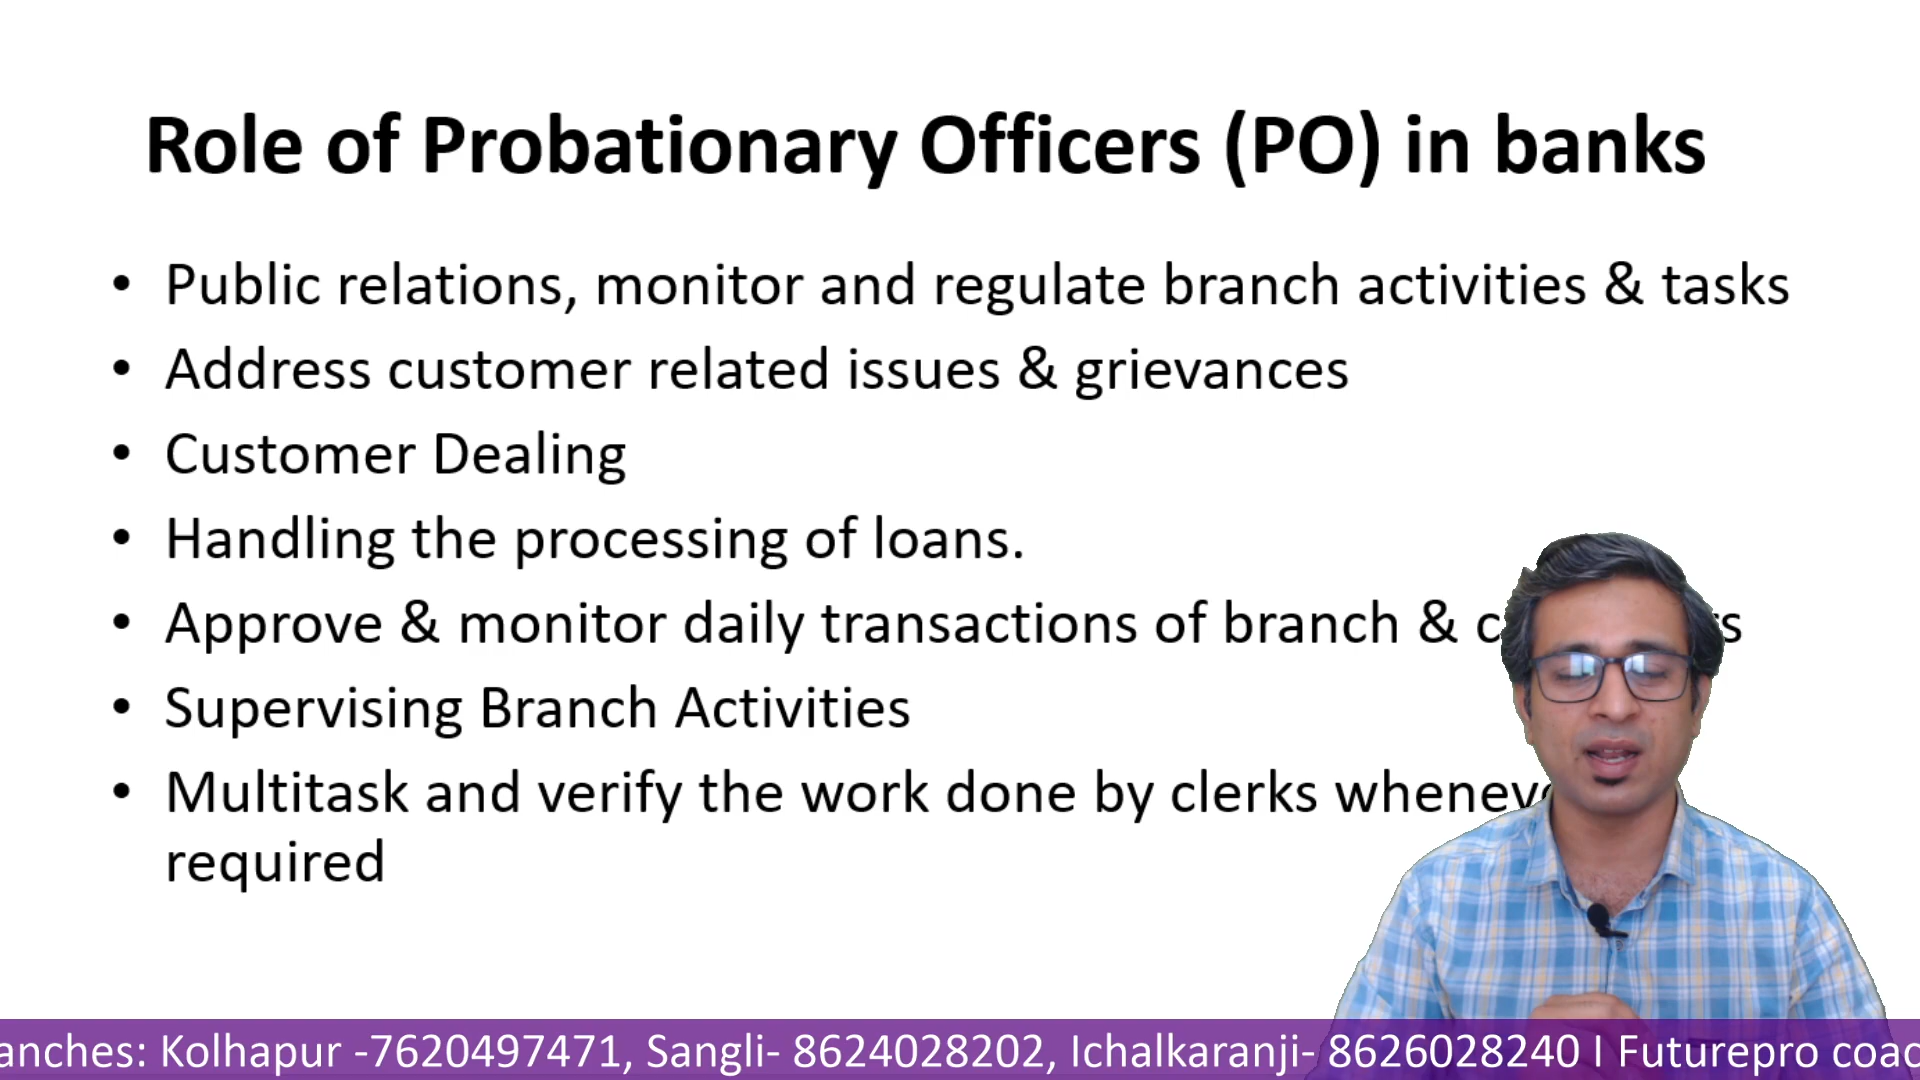 Role of Probationary Officers (PO) in banks
• Public relations, monitor and regulate branch activities & tasks
• Address customer related issues & grievances
• Customer Dealing
• Handling the processing of loans.
• Approve & monitor daily transactions of branch &
• Supervising Branch Activities
• Multitask and verify the work done by clerks
required
anches: Kolhapur -7620497471, Sangli- 8624028202, Ichalkaranji- 8626028240 I Futurepro coac